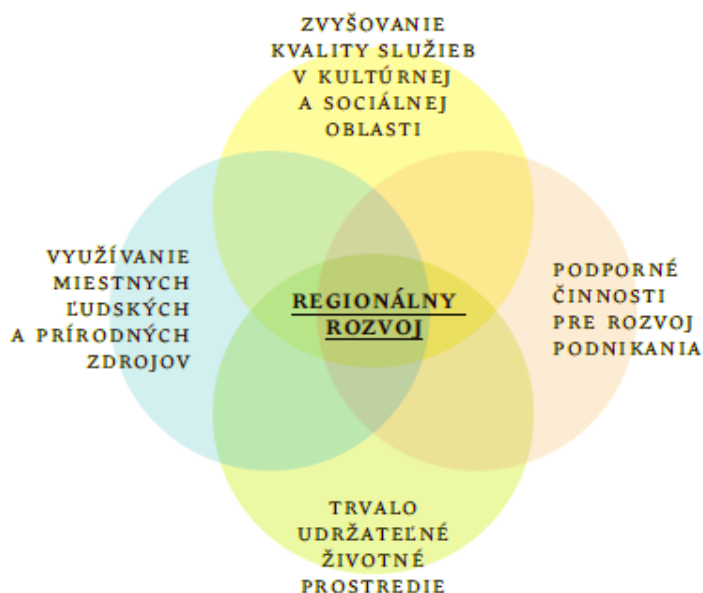 ZVYŠOVANIE
KVALITY SLUŽIEB
V KULTÚRNEJ
A SOCIÁLNEJ
OBLASTI
VYUŽÍVANIE
MIESTNYCH
ĽUDSKÝCH
A PRÍRODNÝCH
ZDROJOV
REGIONÁLNY
ROZVOJ
PODPORNÉ
ČINNOSTI
PRE ROZVOJ
PODNIKANIA
TRVALO
UDRŽATEĽNÉ
ŽIVOTNÉ
PROSTREDIE